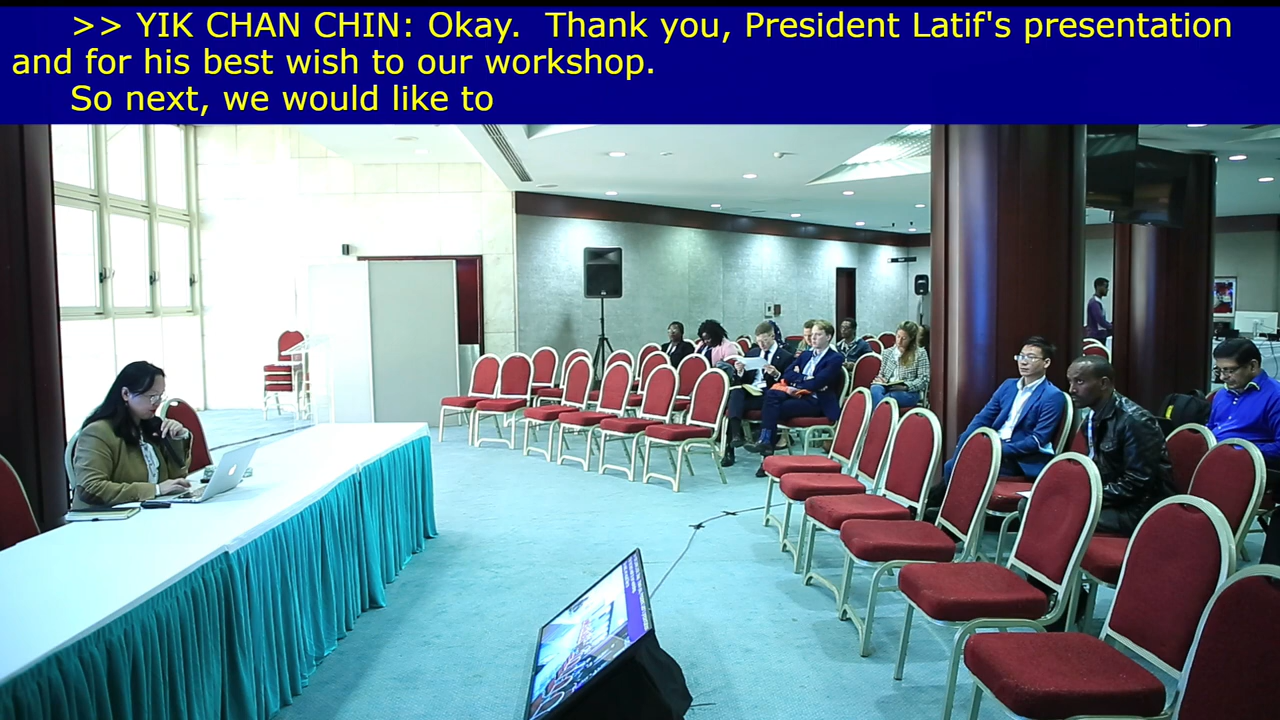 >> YIK CHAN CHIN: Okay.  Thank you, President Latif's presentation
and for his best wish to our workshop.
So next, we would like to